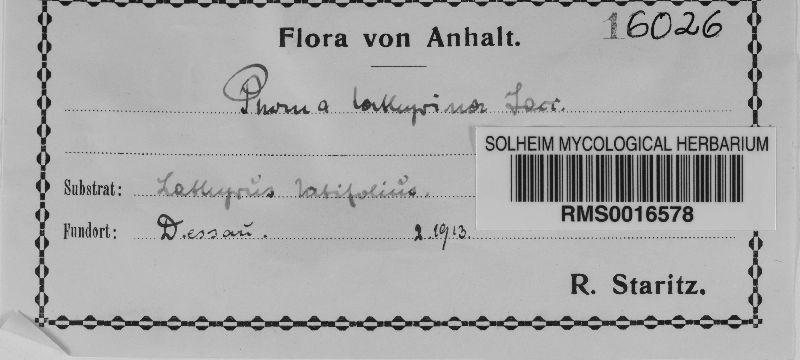 16026
Flora von Anhalt.
Phoma lathyrina Sacc.
SOLHEIM MYCOLOGICAL HERBARIUM
RMS0016578
Substrat: Lathyrus latifolius.
Fundort: Dessau. 2.1913.
R. Staritz.